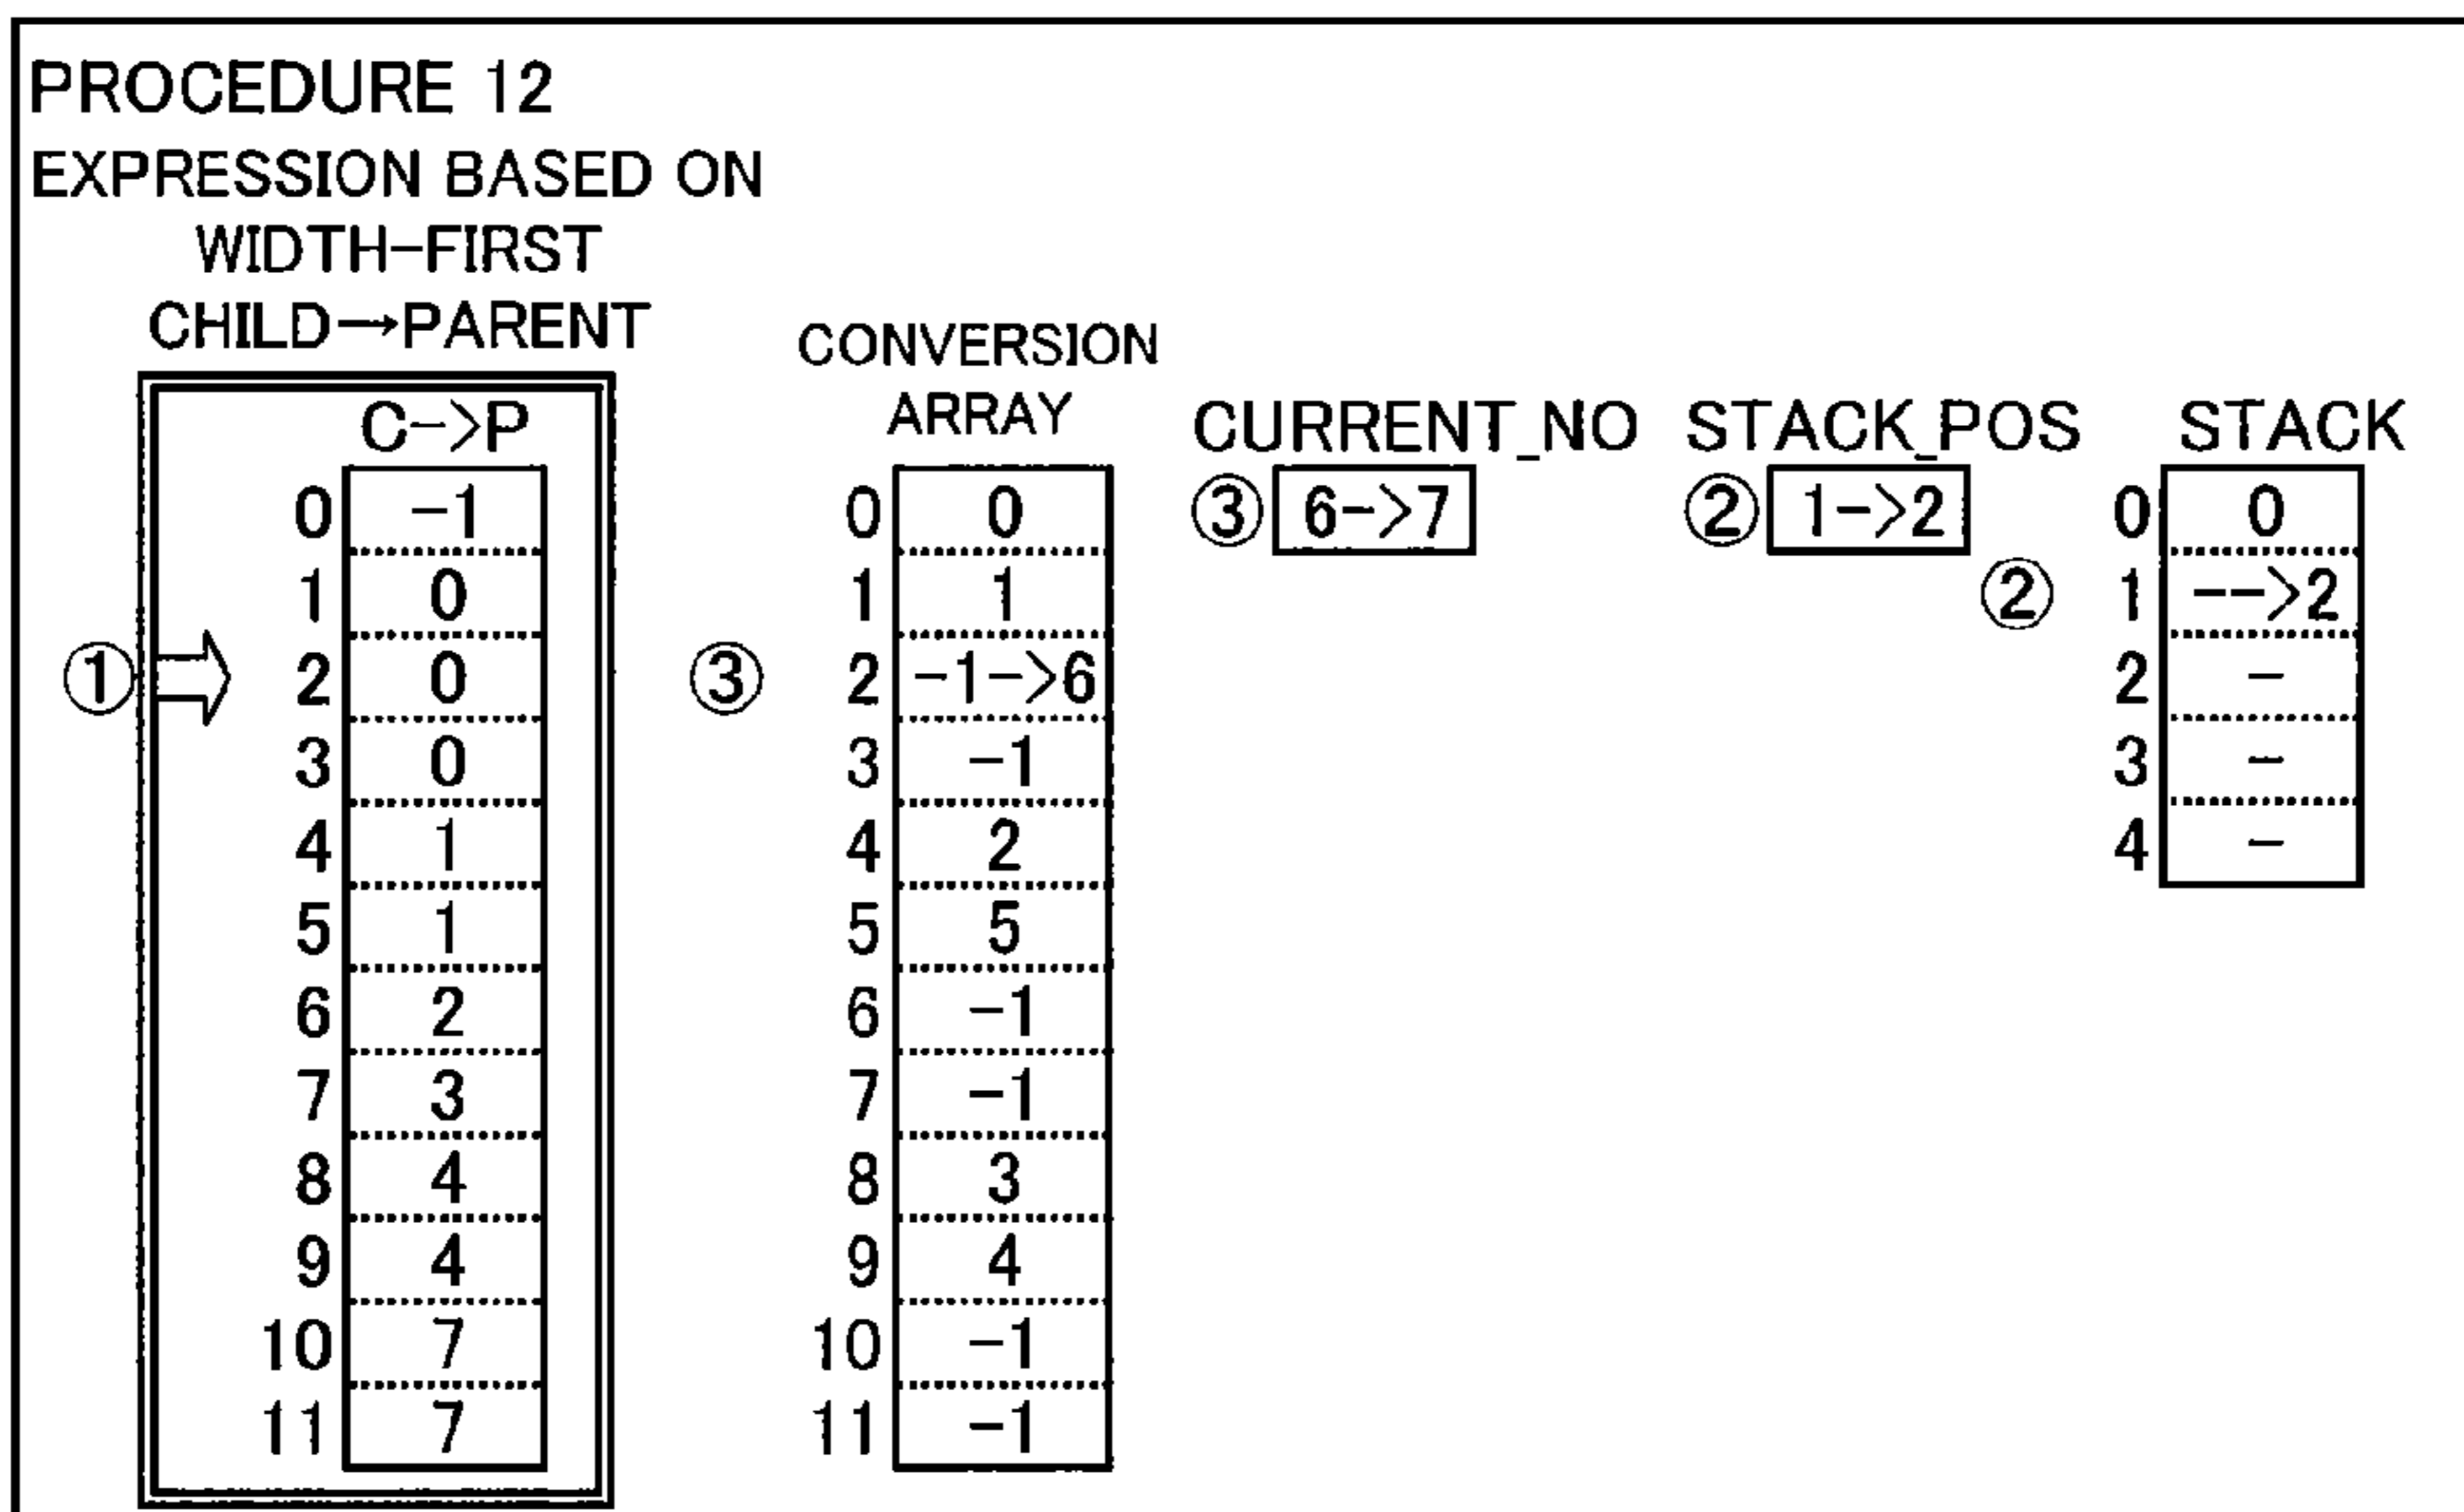 PROCEDURE 12
EXPRESSION BASED ON
WIDTH-FIRST
CHILD→PARENT
CONVERSION
ARRAY
C->P CURRENT_NO STACK_POS STACK
0 -1 0 0 ③ 6->7 ② 1->2 0 0
1 0 1 1 ② 1 -->2
① 2 0 ③ 2 -1->6 2 -
3 0 3 -1 3 -
4 1 4 2 4 -
5 1 5 5
6 2 6 -1
7 3 7 -1
8 4 8 3
9 4 9 4
10 7 10 -1
11 7 11 -1